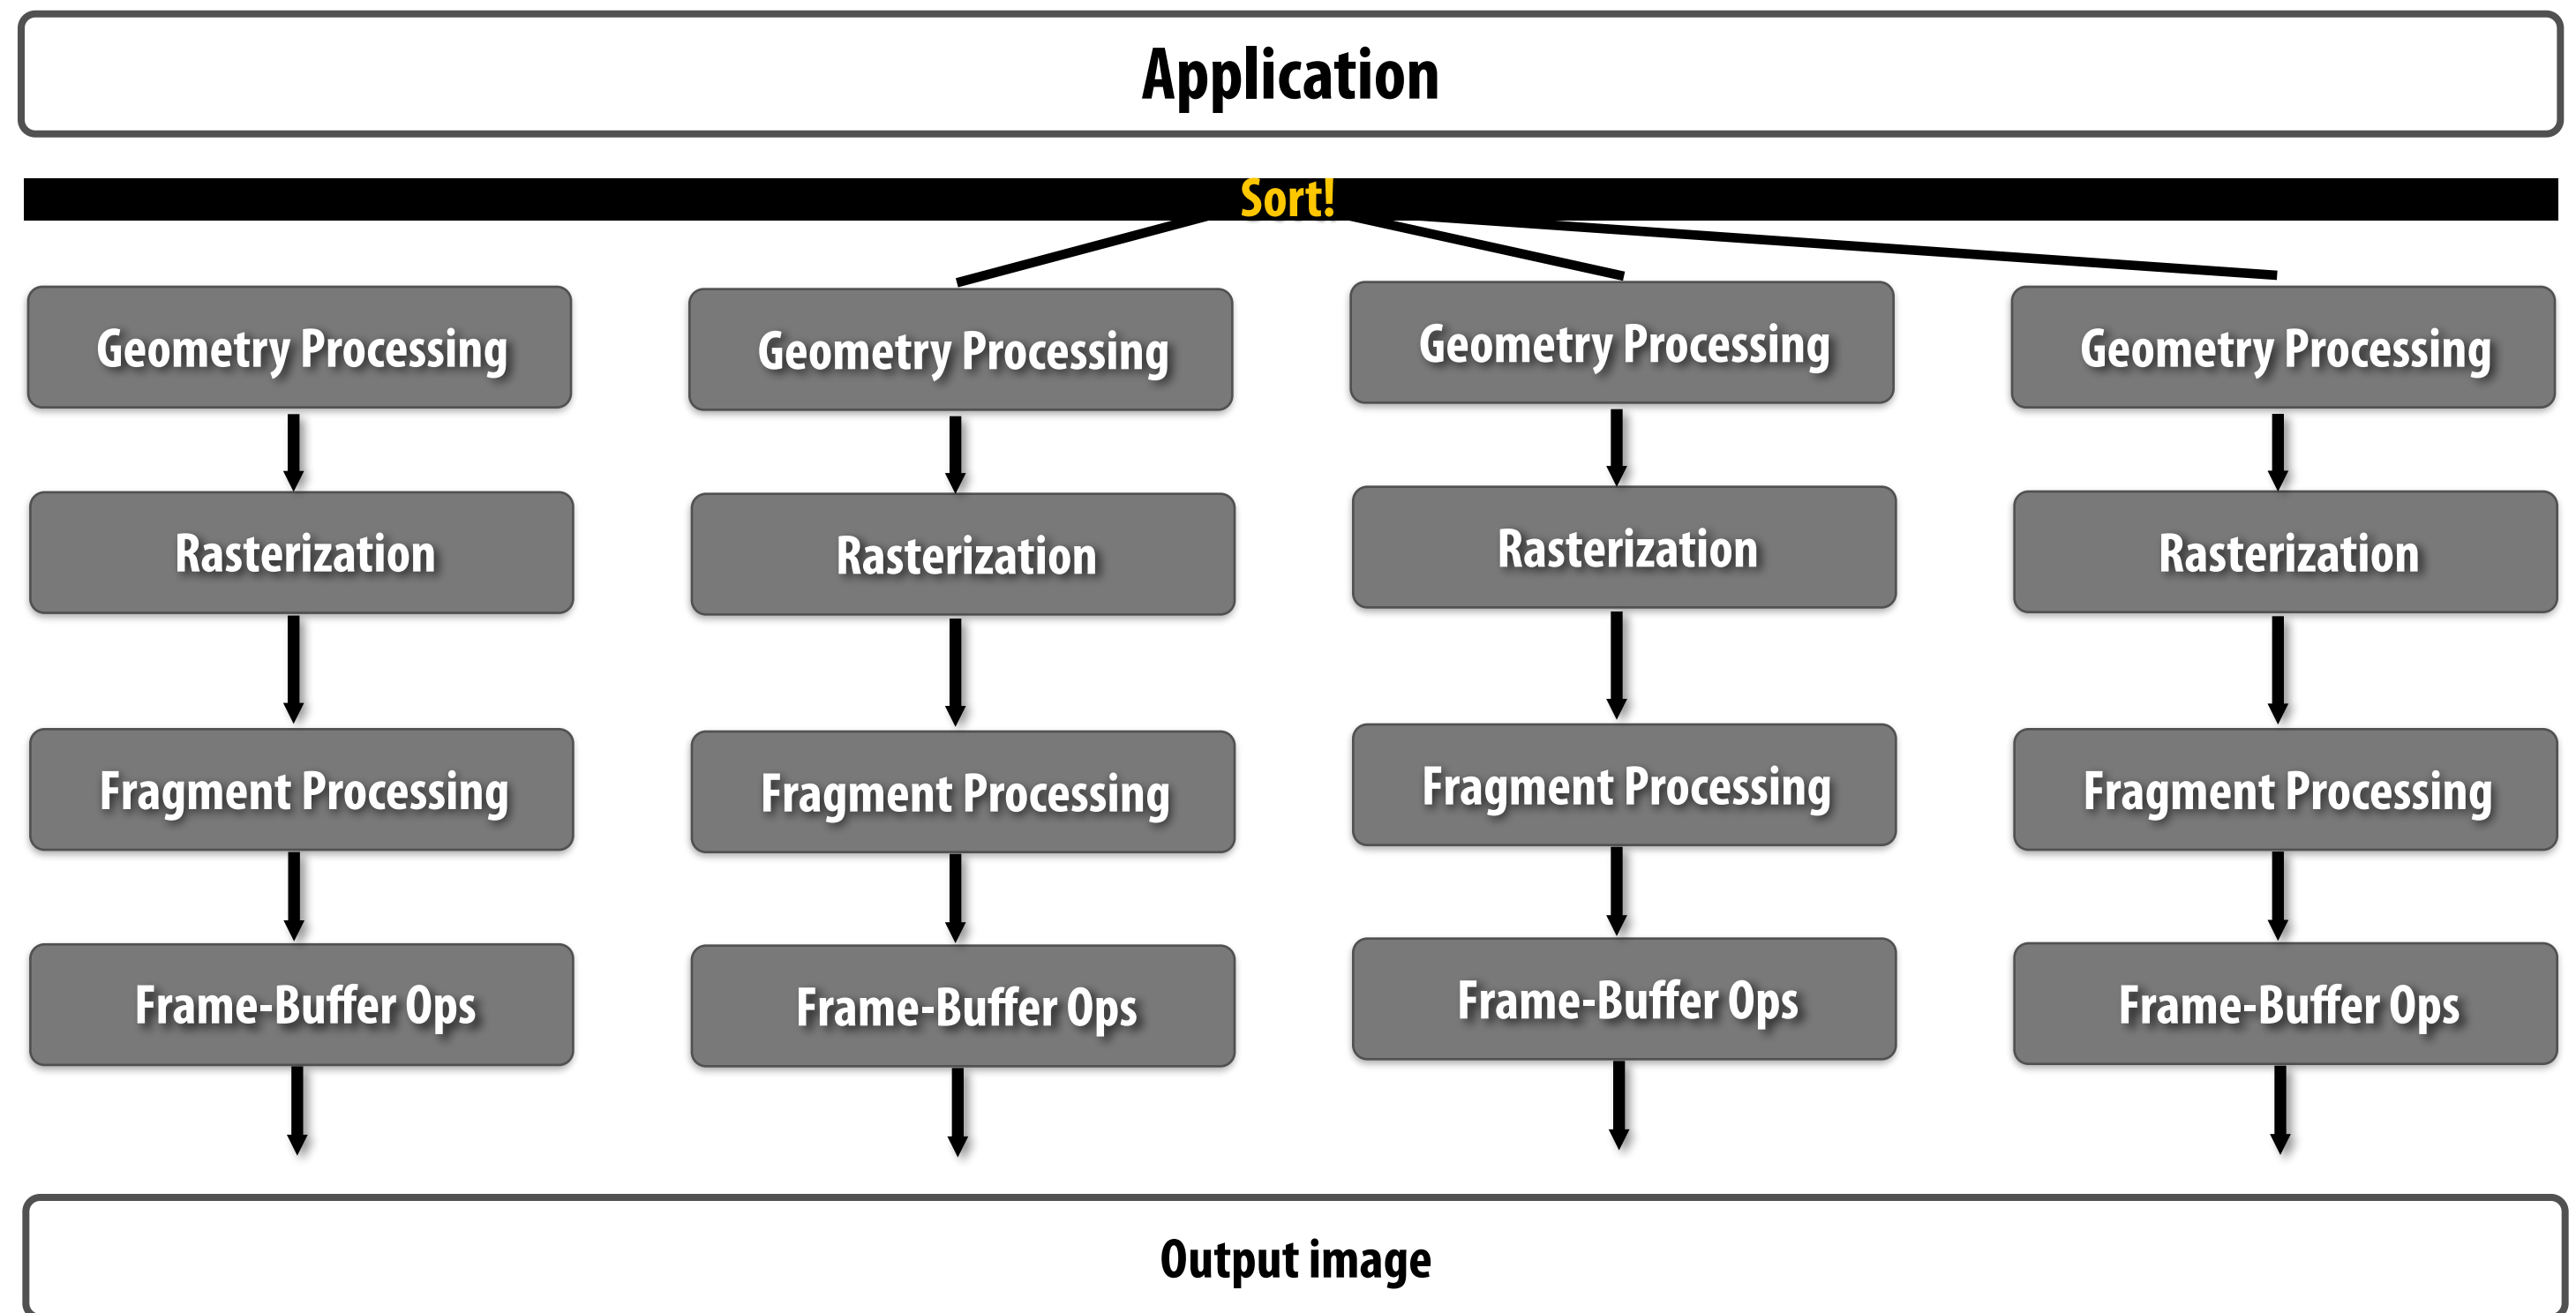 Application
Sort!
Geometry Processing
Geometry Processing
Geometry Processing
Geometry Processing
Rasterization
Rasterization
Rasterization
Rasterization
Fragment Processing
Fragment Processing
Fragment Processing
Fragment Processing
Frame-Buffer Ops
Frame-Buffer Ops
Frame-Buffer Ops
Frame-Buffer Ops
Output image